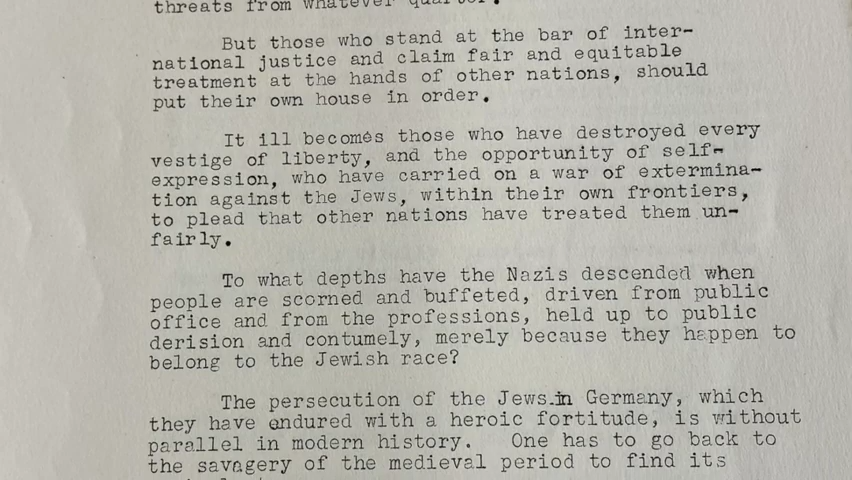 threats from whatever quarter.
But those who stand at the bar of inter-
national justice and claim fair and equitable
treatment at the hands of other nations, should
put their own house in order.
It ill becomes those who have destroyed every
vestige of liberty, and the opportunity of self-
expression, who have carried on a war of extermina-
tion against the Jews, within their own frontiers,
to plead that other nations have treated them un-
fairly.
To what depths have the Nazis descended when
people are scorned and buffeted, driven from public
office and from the professions, held up to public
derision and contumely, merely because they happen to
belong to the Jewish race?
The persecution of the Jews in Germany, which
they have endured with a heroic fortitude, is without
parallel in modern history. One has to go back to
the savagery of the medieval period to find its